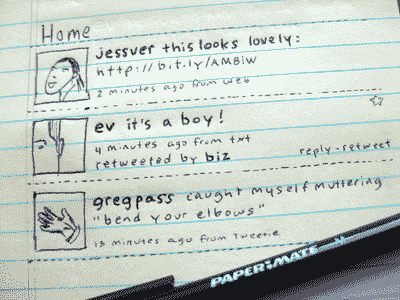 Home
jessver this looks lovely:
http://bit.ly/AMBiW
2 minutes ago from web
ev it's a boy!
4 minutes ago from txt
retweeted by biz
reply·retweet
gregpass caught myself muttering
"bend your elbows"
13 minutes ago from Tweetie
PAPER:MATE